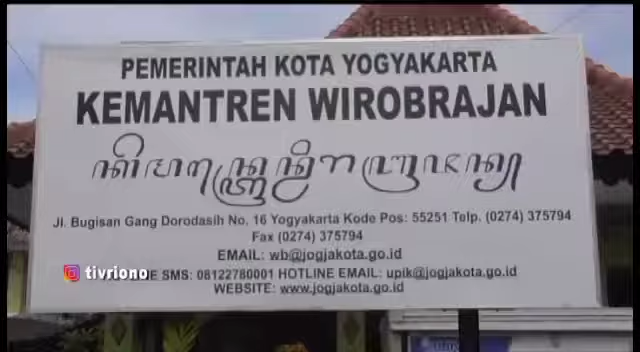 PEMERINTAH KOTA YOGYAKARTA
KEMANTREN WIROBRAJAN
Jl. Bugisan Gang Dorodasih No. 16 Yogyakarta Kode Pos: 55251 Telp. (0274) 375794
Fax (0274) 375794
EMAIL: wb@jogjakota.go.id
SMS: 08122780001 HOTLINE EMAIL: upik@jogjakota.go.id
WEBSITE: www.jogjakota.go.id
tivriono